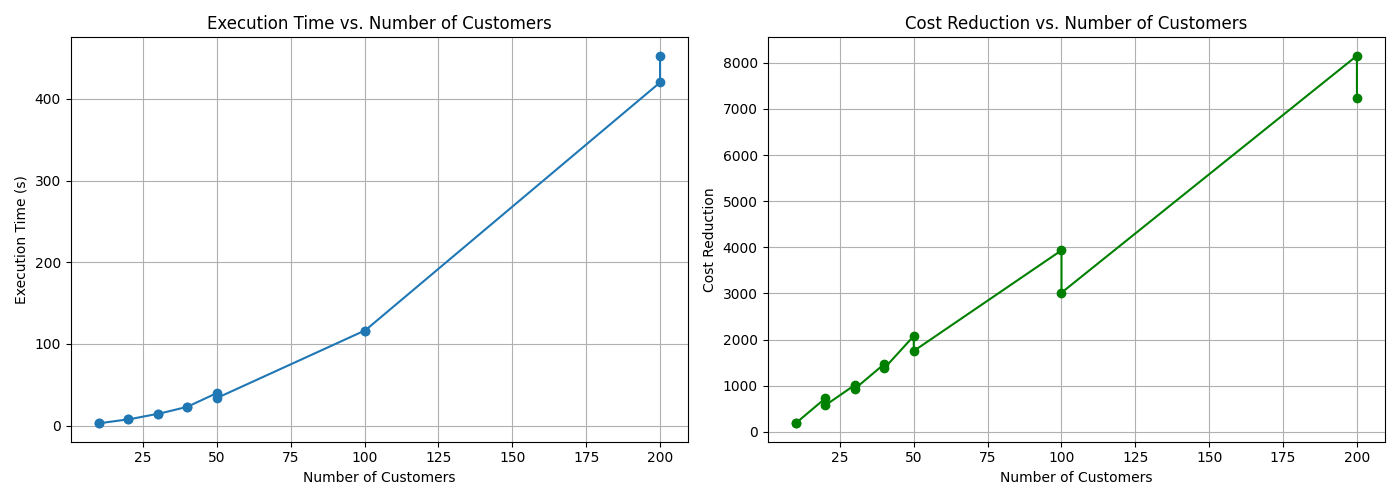 Execution Time vs. Number of Customers
Execution Time (s)
400
300
200
100
0
25 50 75 100 125 150 175 200
Number of Customers
Cost Reduction vs. Number of Customers
Cost Reduction
8000
7000
6000
5000
4000
3000
2000
1000
0
25 50 75 100 125 150 175 200
Number of Customers